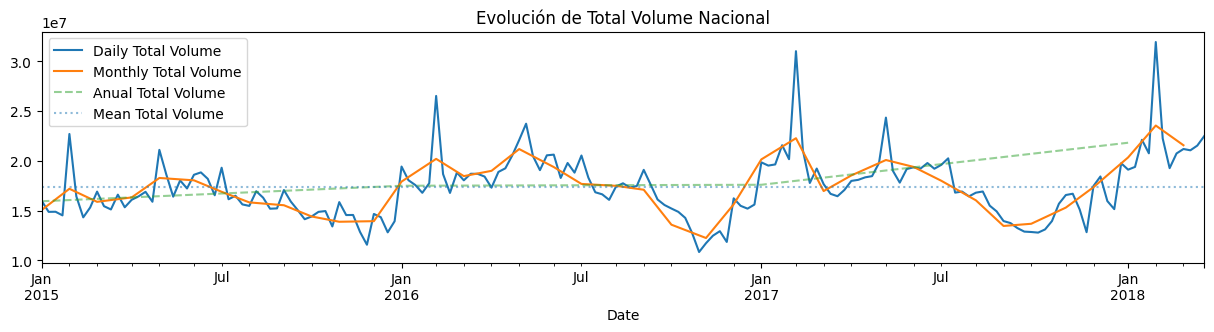 Evolución de Total Volume Nacional
1e7
Daily Total Volume
Monthly Total Volume
Anual Total Volume
Mean Total Volume
3.0
2.5
2.0
1.5
1.0
Jan Jul Jan Jul Jan Jul Jan
2015 2016 2017 2018
Date